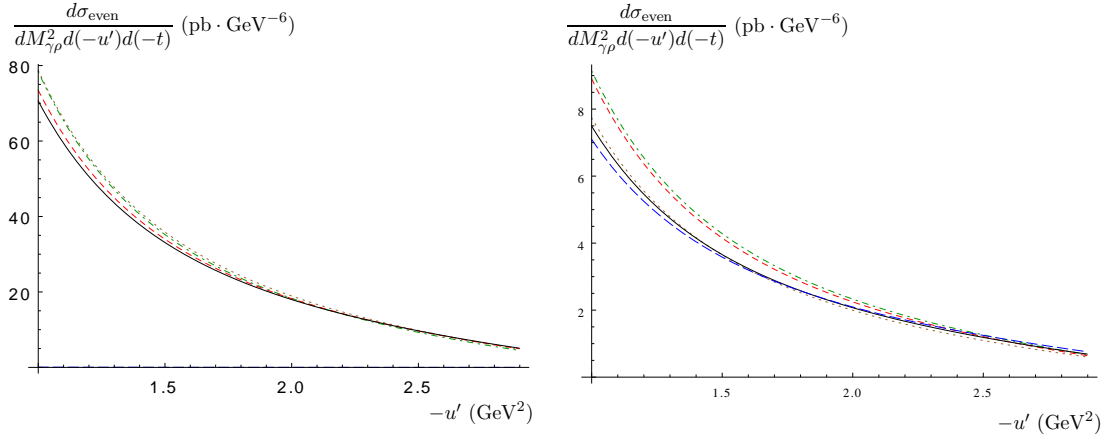 dσ_even / dM²_γρ d(−u′)d(−t) (pb · GeV⁻⁶)
80
60
40
20
1.5 2.0 2.5
−u′ (GeV²)
dσ_even / dM²_γρ d(−u′)d(−t) (pb · GeV⁻⁶)
8
6
4
2
1.5 2.0 2.5
−u′ (GeV²)